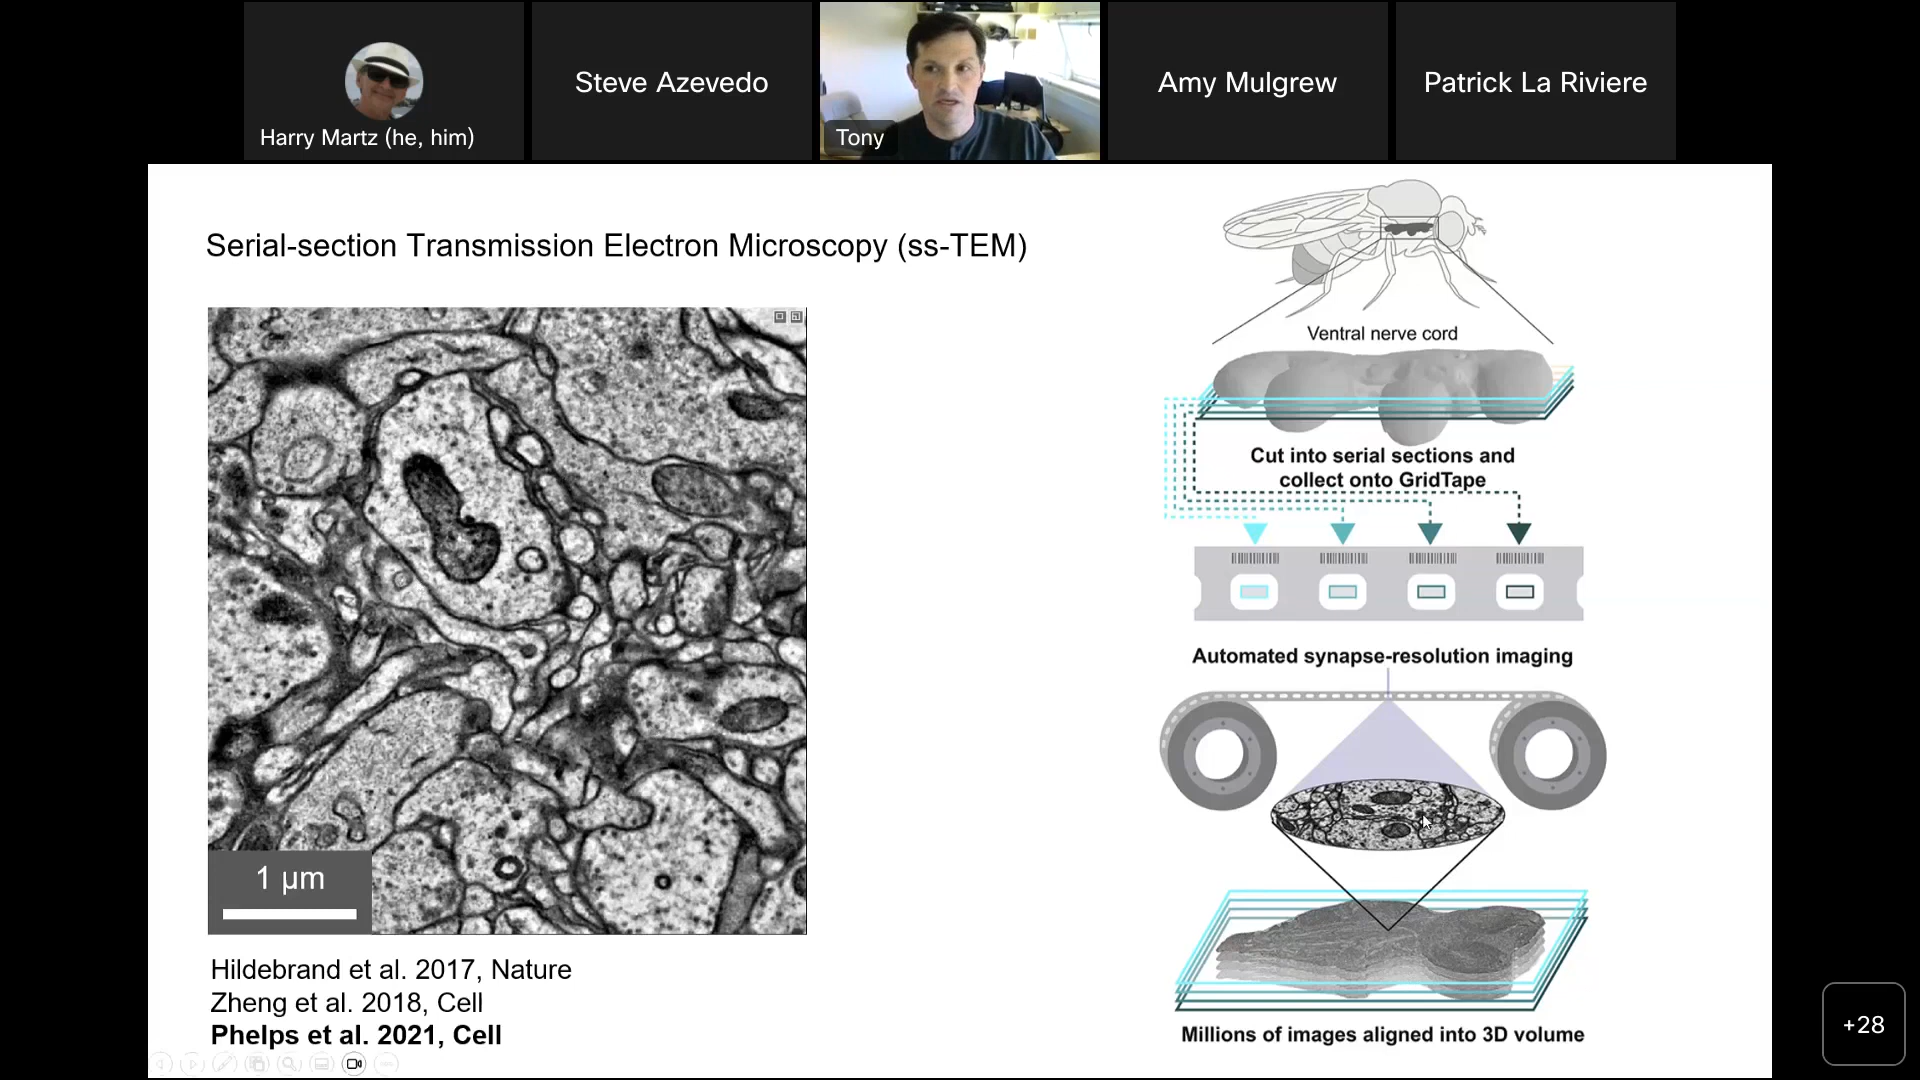 Harry Martz (he, him)
Steve Azevedo
Tony
Amy Mulgrew
Patrick La Riviere
Serial-section Transmission Electron Microscopy (ss-TEM)
1 µm
Hildebrand et al. 2017, Nature
Zheng et al. 2018, Cell
Phelps et al. 2021, Cell
Ventral nerve cord
Cut into serial sections and
collect onto GridTape
Automated synapse-resolution imaging
Millions of images aligned into 3D volume
+28